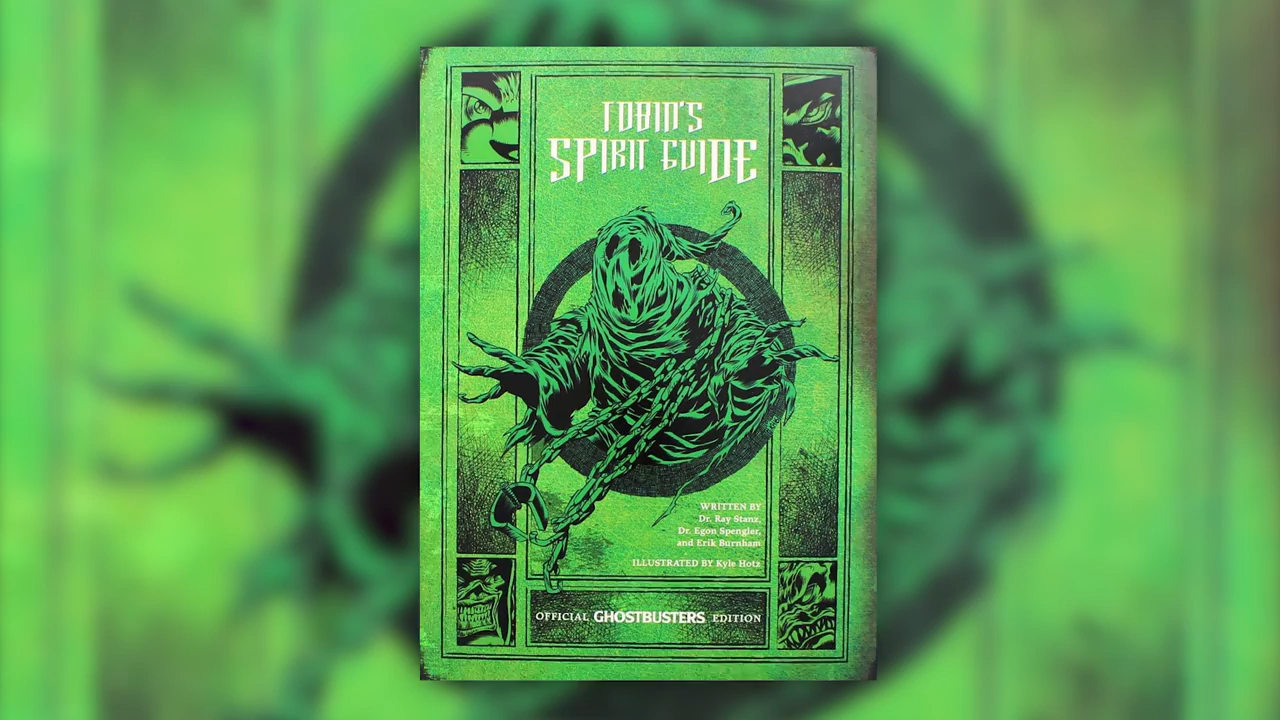 TOBIN'S
SPIRIT GUIDE
WRITTEN BY
Dr. Ray Stanz,
Dr. Egon Spengler,
and Erik Burnham
ILLUSTRATED BY Kyle Hotz
OFFICIAL GHOSTBUSTERS EDITION